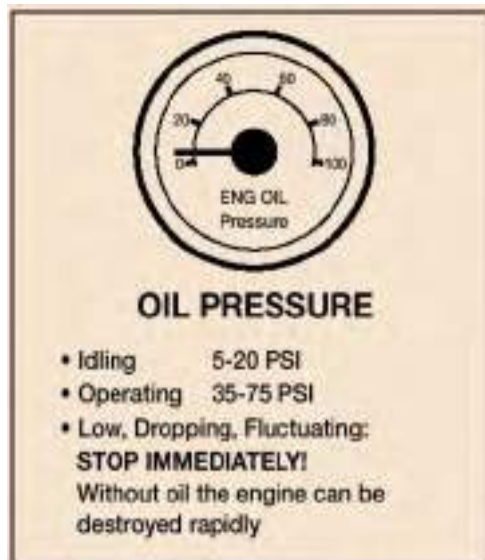 40 60
20 80
0 100
ENG OIL
Pressure
OIL PRESSURE
• Idling 5-20 PSI
• Operating 35-75 PSI
• Low, Dropping, Fluctuating:
STOP IMMEDIATELY!
Without oil the engine can be
destroyed rapidly